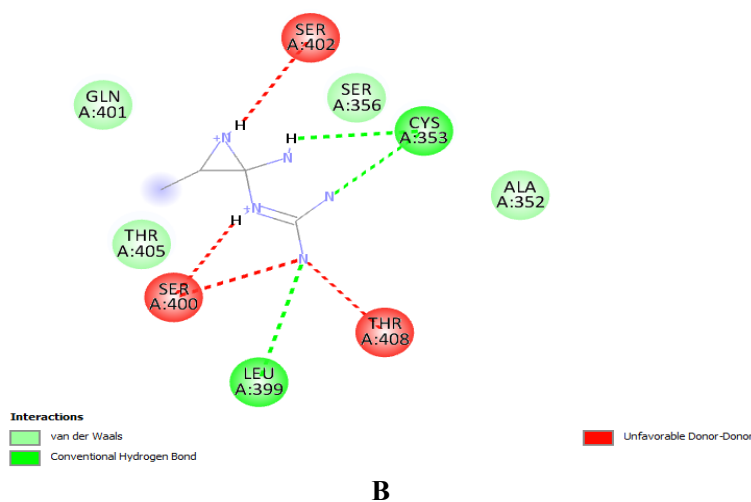 SER
A:402
GLN
A:401
SER
A:356
CYS
A:353
+N
H
H
N
ALA
A:352
N
+N
H
THR
A:405
N
SER
A:400
THR
A:408
LEU
A:399
Interactions
van der Waals
Conventional Hydrogen Bond
Unfavorable Donor-Donor
B